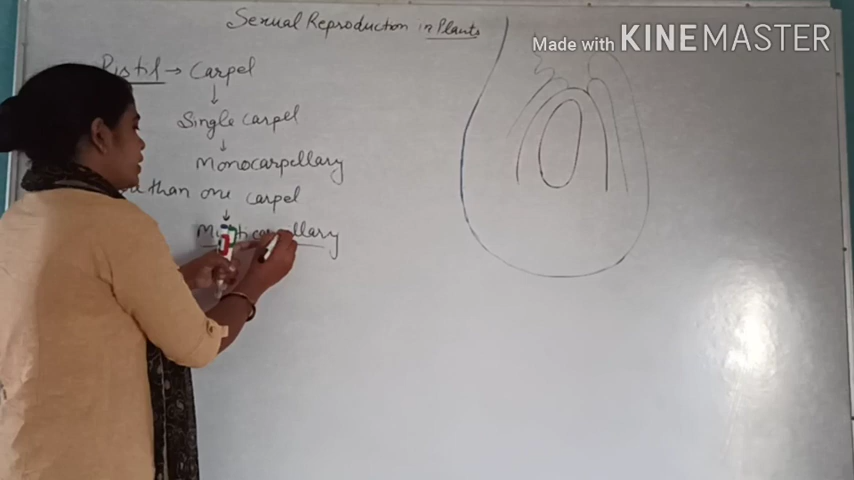 Sexual Reproduction in Plants
Made with KINEMASTER
Pistil → Carpel
↓
Single carpel
↓
Monocarpellary
than one carpel
↓
Multicarpellary